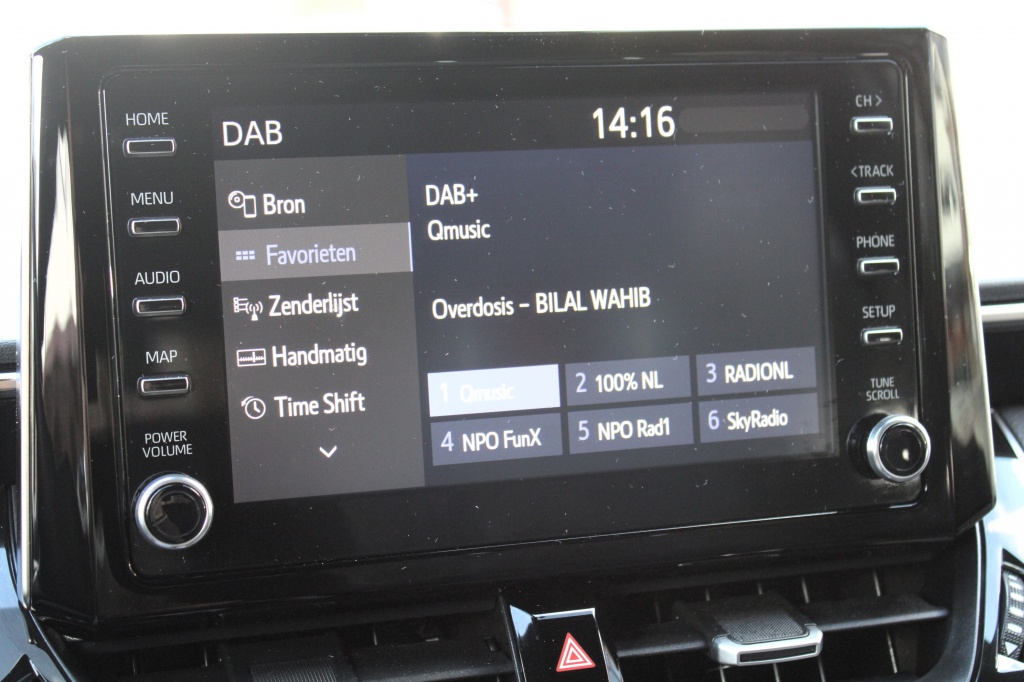 HOME
MENU
AUDIO
MAP
POWER
VOLUME
DAB
14:16
Bron
Favorieten
Zenderlijst
Handmatig
Time Shift
DAB+
Qmusic
Overdosis – BILAL WAHIB
1 Qmusic
2 100% NL
3 RADIONL
4 NPO FunX
5 NPO Rad1
6 SkyRadio
CH >
< TRACK
PHONE
SETUP
TUNE
SCROLL